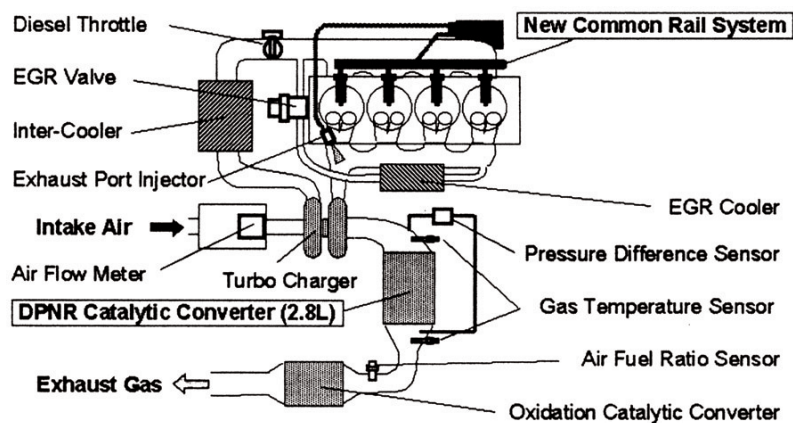 Diesel Throttle
New Common Rail System
EGR Valve
Inter-Cooler
Exhaust Port Injector
EGR Cooler
Intake Air
Pressure Difference Sensor
Air Flow Meter
Turbo Charger
DPNR Catalytic Converter (2.8L)
Gas Temperature Sensor
Air Fuel Ratio Sensor
Exhaust Gas
Oxidation Catalytic Converter